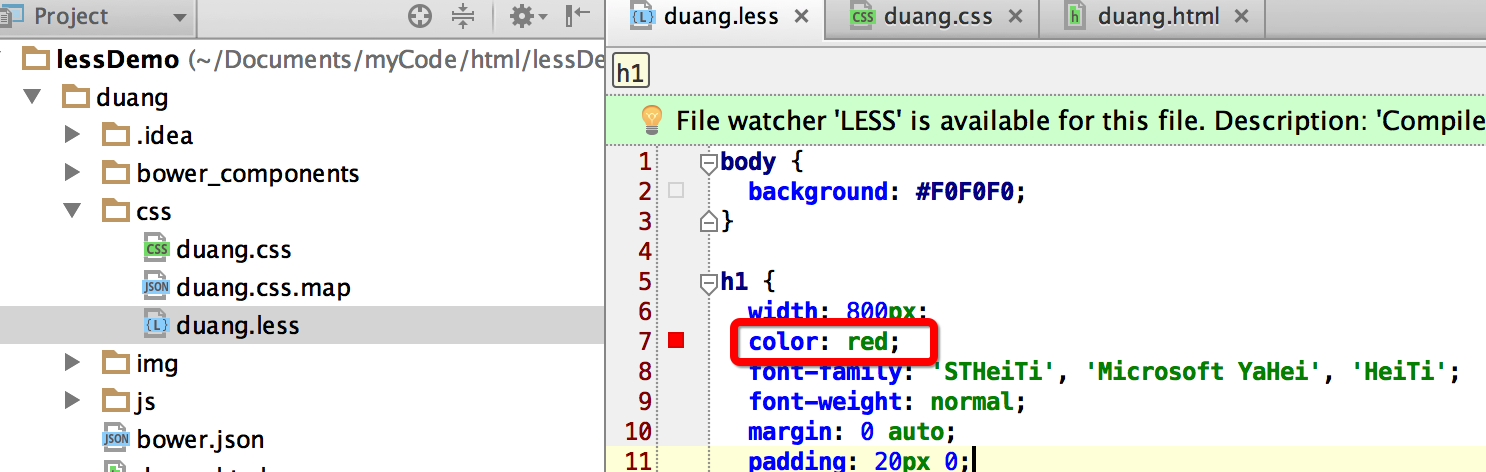 Project
lessDemo (~/Documents/myCode/html/lessDe
duang
.idea
bower_components
css
CSS duang.css
JSON duang.css.map
{L} duang.less
img
js
JSON bower.json
{L} duang.less
CSS duang.css
h duang.html
h1
File watcher 'LESS' is available for this file. Description: 'Compile
1 body {
2 background: #F0F0F0;
3 }
4
5 h1 {
6 width: 800px;
7 color: red;
8 font-family: 'STHeiTi', 'Microsoft YaHei', 'HeiTi';
9 font-weight: normal;
10 margin: 0 auto;
11 padding: 20px 0;